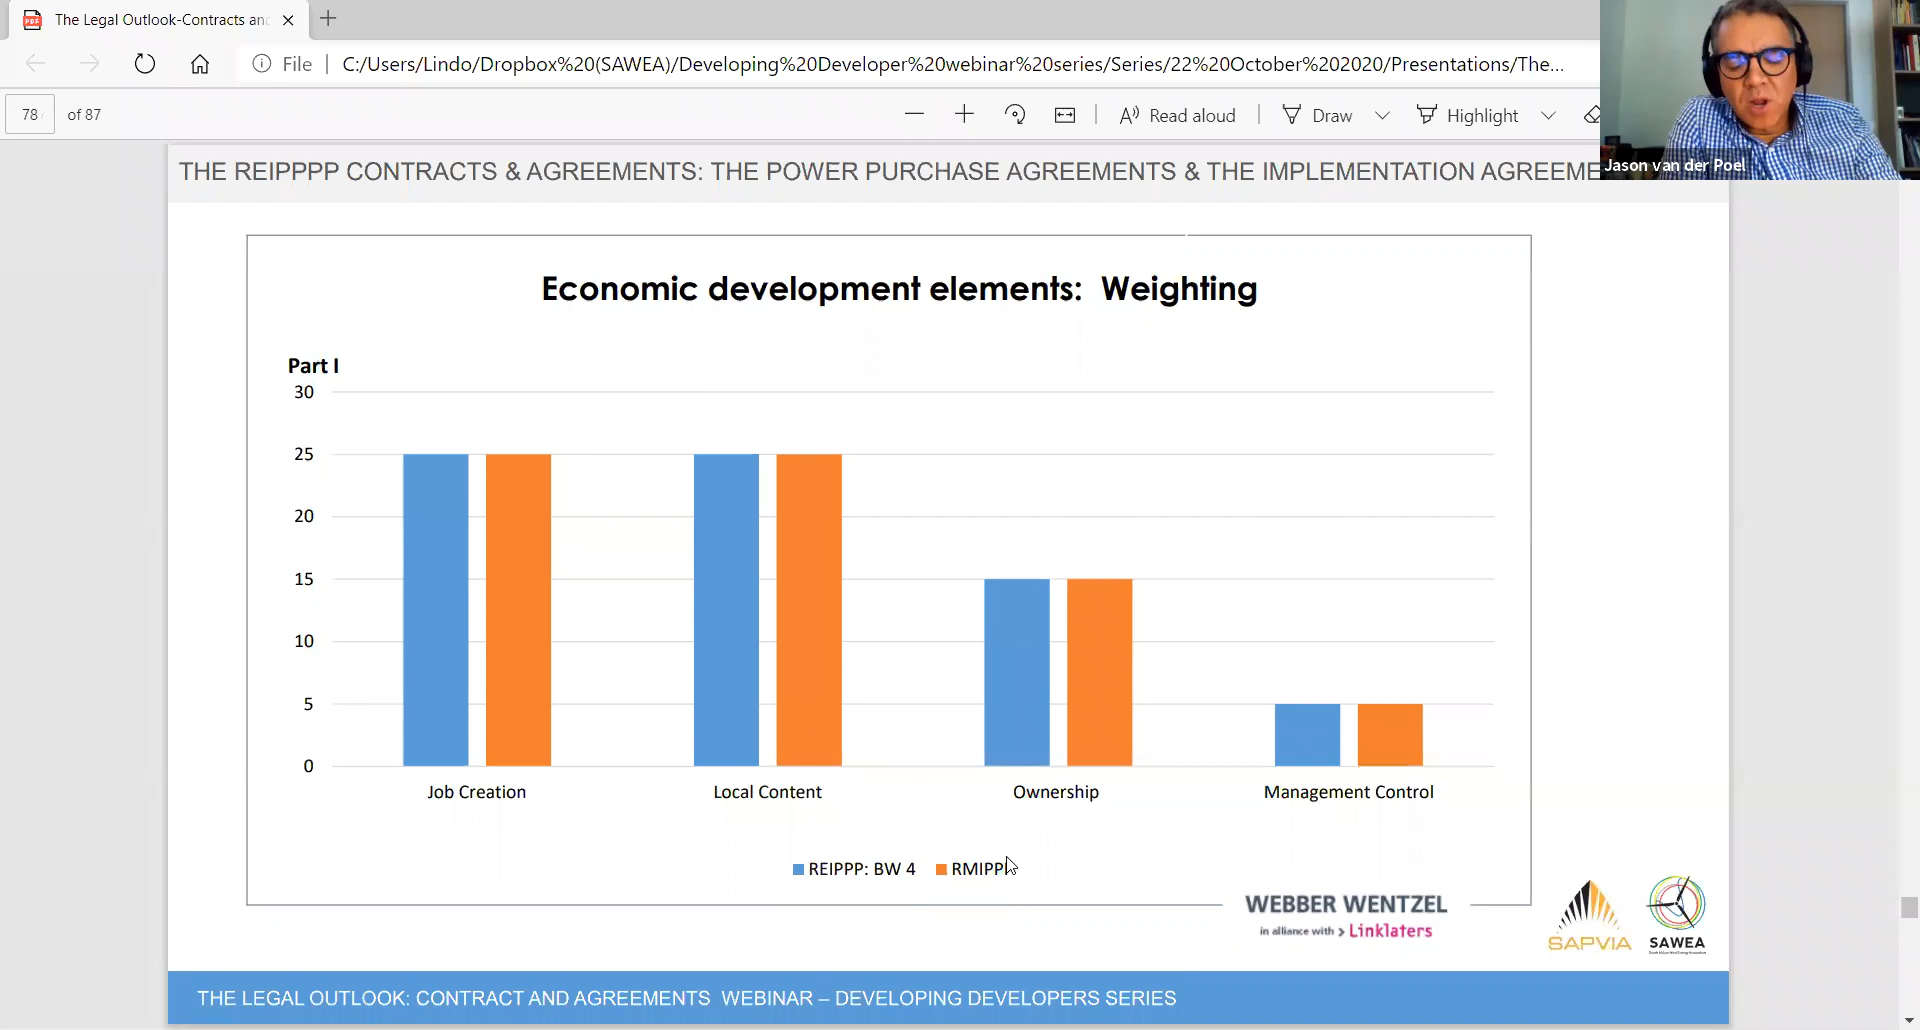 The Legal Outlook-Contracts and
File
C:/Users/Lindo/Dropbox%20(SAWEA)/Developing%20Developer%20webinar%20series/Series/22%20October%202020/Presentations/The...
78 of 87
Read aloud
Draw
Highlight
Jason van der Poel
THE REIPPPP CONTRACTS & AGREEMENTS: THE POWER PURCHASE AGREEMENTS & THE IMPLEMENTATION AGREEME
Economic development elements: Weighting
Part I
30
25
20
15
10
5
0
Job Creation
Local Content
Ownership
Management Control
REIPPP: BW 4
RMIPPP
WEBBER WENTZEL
in alliance with > Linklaters
SAPVIA
SAWEA
THE LEGAL OUTLOOK: CONTRACT AND AGREEMENTS WEBINAR – DEVELOPING DEVELOPERS SERIES